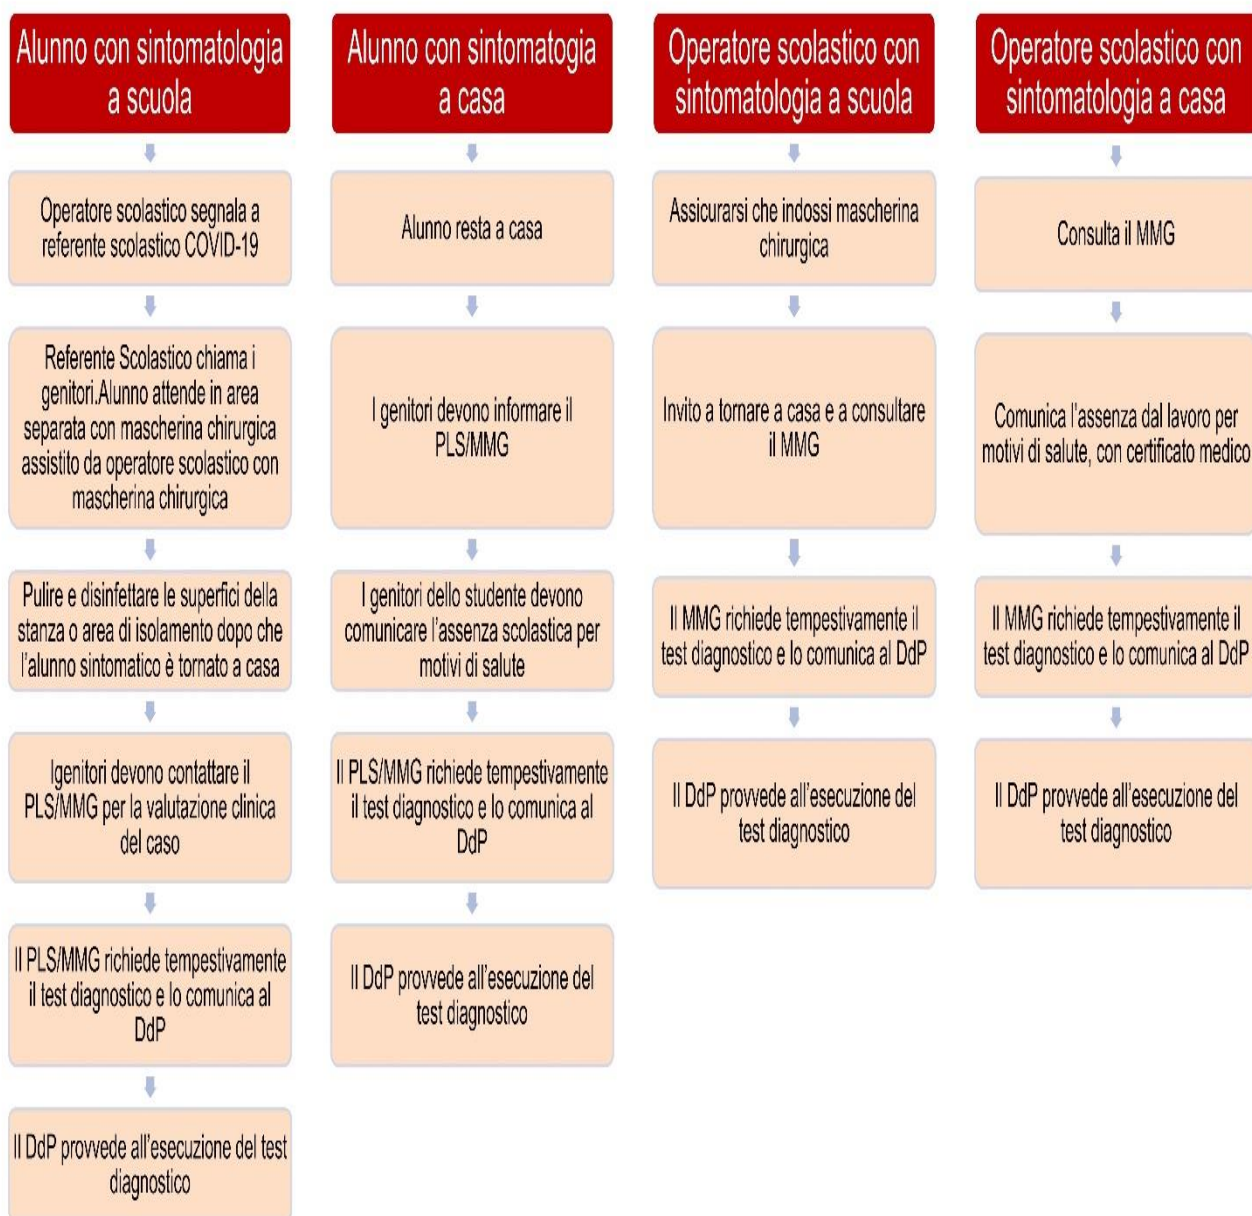 Alunno con sintomatologia
a scuola
Operatore scolastico segnala a
referente scolastico COVID-19
Referente Scolastico chiama i
genitori.Alunno attende in area
separata con mascherina chirurgica
assistito da operatore scolastico con
mascherina chirurgica
Pulire e disinfettare le superfici della
stanza o area di isolamento dopo che
l'alunno sintomatico è tornato a casa
Igenitori devono contattare il
PLS/MMG per la valutazione clinica
del caso
Il PLS/MMG richiede tempestivamente
il test diagnostico e lo comunica al
DdP
Il DdP provvede all'esecuzione del test
diagnostico
Alunno con sintomatogia
a casa
Alunno resta a casa
I genitori devono informare il
PLS/MMG
I genitori dello studente devono
comunicare l'assenza scolastica per
motivi di salute
Il PLS/MMG richiede tempestivamente
il test diagnostico e lo comunica al
DdP
Il DdP provvede all'esecuzione del
test diagnostico
Operatore scolastico con
sintomatologia a scuola
Assicurarsi che indossi mascherina
chirurgica
Invito a tornare a casa e a consultare
il MMG
Il MMG richiede tempestivamente il
test diagnostico e lo comunica al DdP
Il DdP provvede all'esecuzione del
test diagnostico
Operatore scolastico con
sintomatologia a casa
Consulta il MMG
Comunica l'assenza dal lavoro per
motivi di salute, con certificato medico
Il MMG richiede tempestivamente il
test diagnostico e lo comunica al DdP
Il DdP provvede all'esecuzione del
test diagnostico